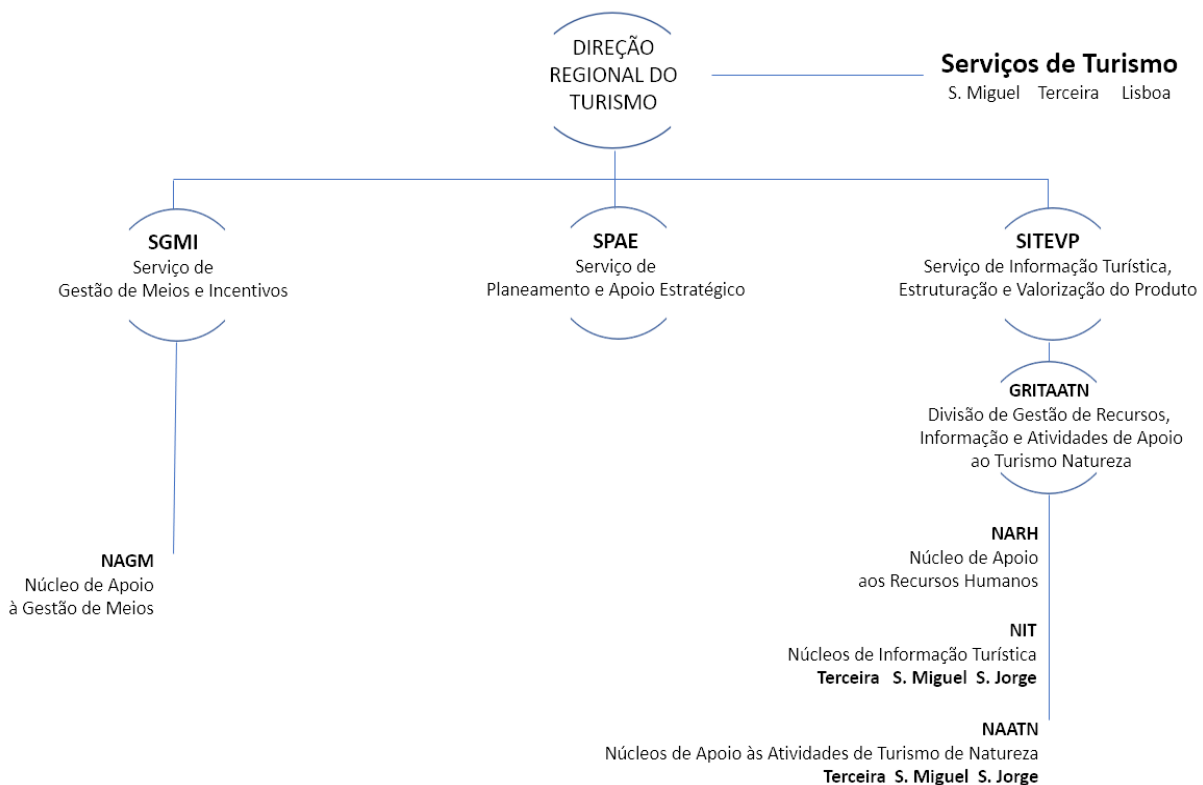 DIREÇÃO
REGIONAL DO
TURISMO
Serviços de Turismo
S. Miguel Terceira Lisboa
SGMI
Serviço de
Gestão de Meios e Incentivos
SPAE
Serviço de
Planeamento e Apoio Estratégico
SITEVP
Serviço de Informação Turística,
Estruturação e Valorização do Produto
GRITAATN
Divisão de Gestão de Recursos,
Informação e Atividades de Apoio
ao Turismo Natureza
NAGM
Núcleo de Apoio
à Gestão de Meios
NARH
Núcleo de Apoio
aos Recursos Humanos
NIT
Núcleos de Informação Turística
Terceira S. Miguel S. Jorge
NAATN
Núcleos de Apoio às Atividades de Turismo de Natureza
Terceira S. Miguel S. Jorge